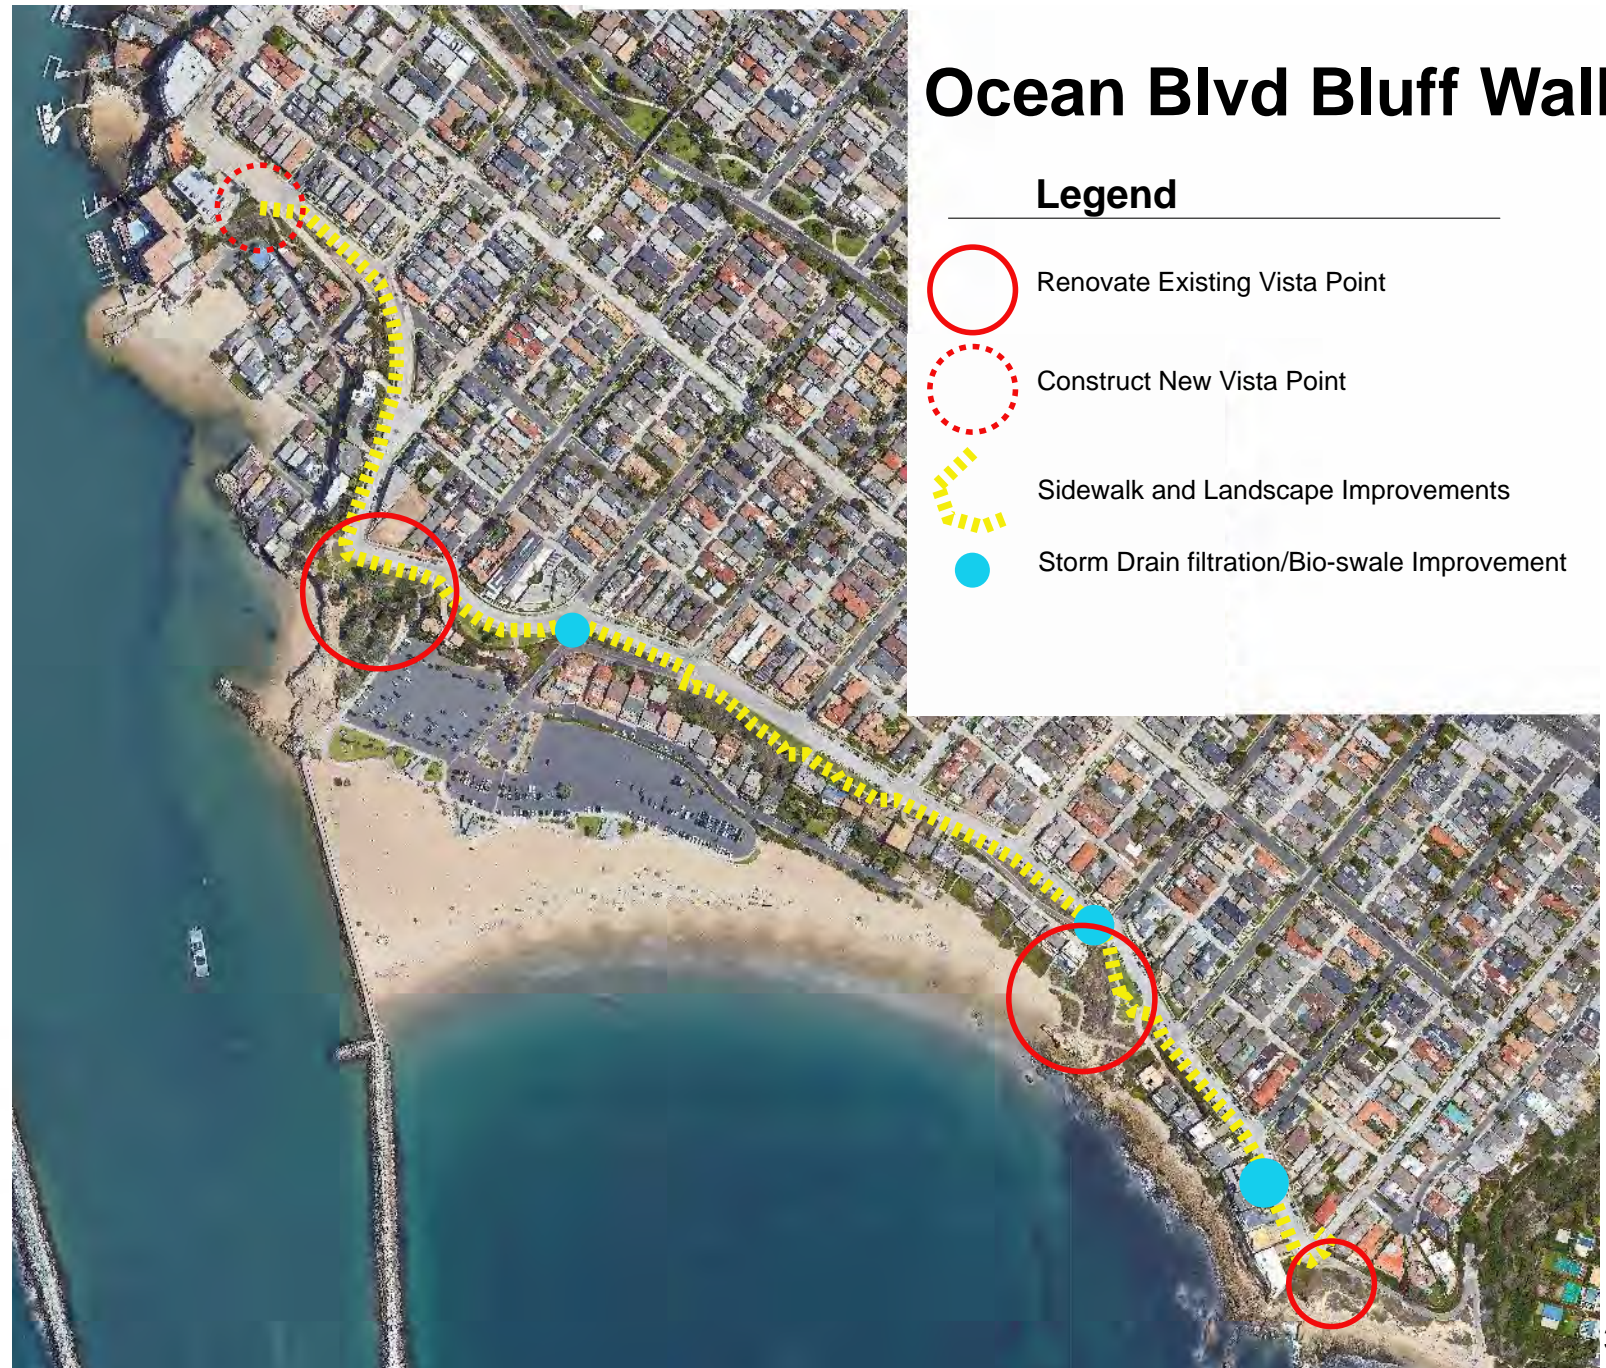 Ocean Blvd Bluff Wal
Legend
Renovate Existing Vista Point
Construct New Vista Point
Sidewalk and Landscape Improvements
Storm Drain filtration/Bio-swale Improvement